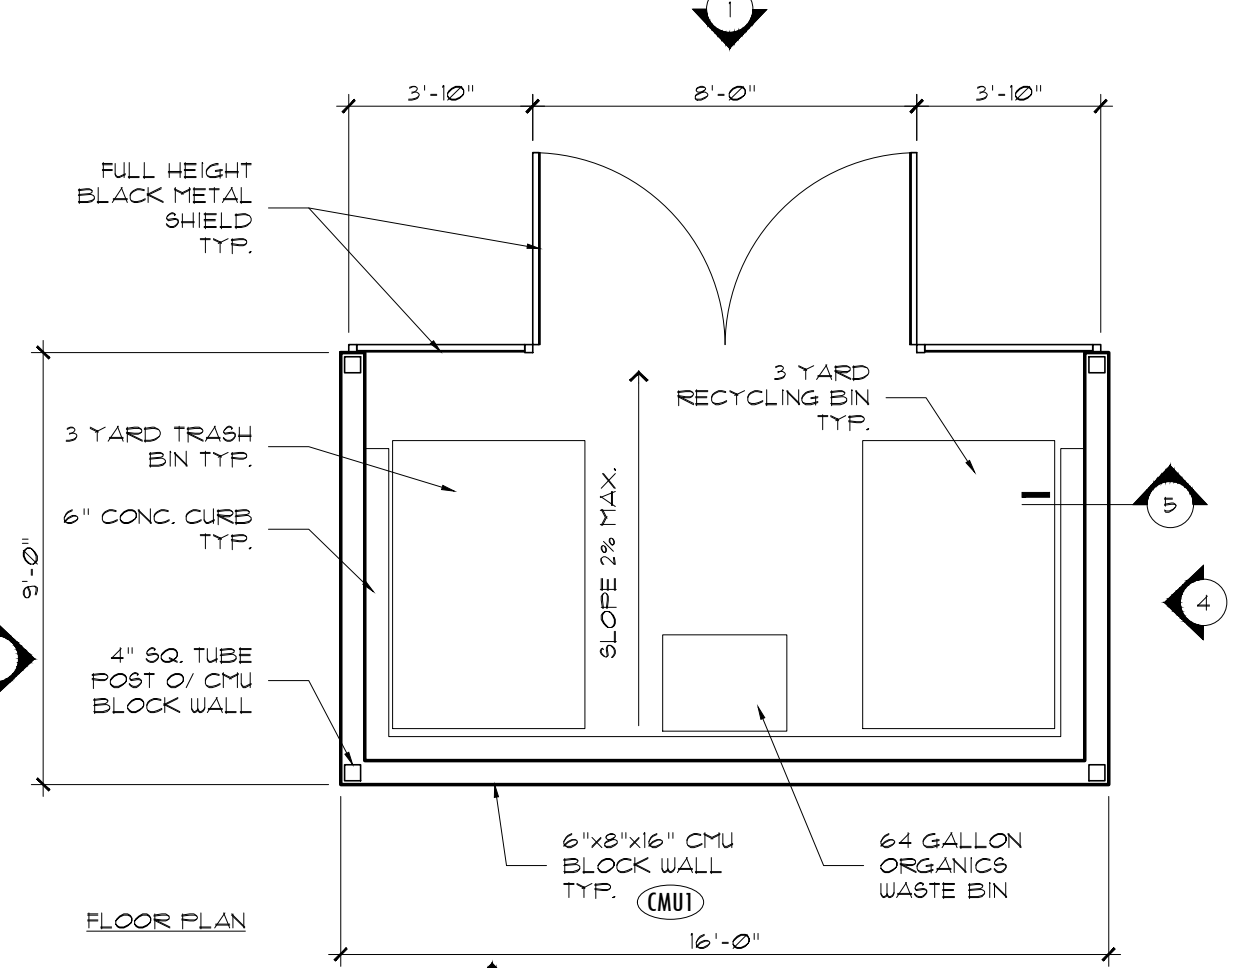 1
3'-10"
8'-0"
3'-10"
FULL HEIGHT
BLACK METAL
SHIELD
TYP.
3 YARD
RECYCLING BIN
TYP.
3 YARD TRASH
BIN TYP.
SLOPE 2% MAX.
5
6" CONC. CURB
TYP.
9'-0"
4
4" SQ. TUBE
POST O/ CMU
BLOCK WALL
6"x8"x16" CMU
BLOCK WALL
TYP.
CMU1
64 GALLON
ORGANICS
WASTE BIN
FLOOR PLAN
16'-0"